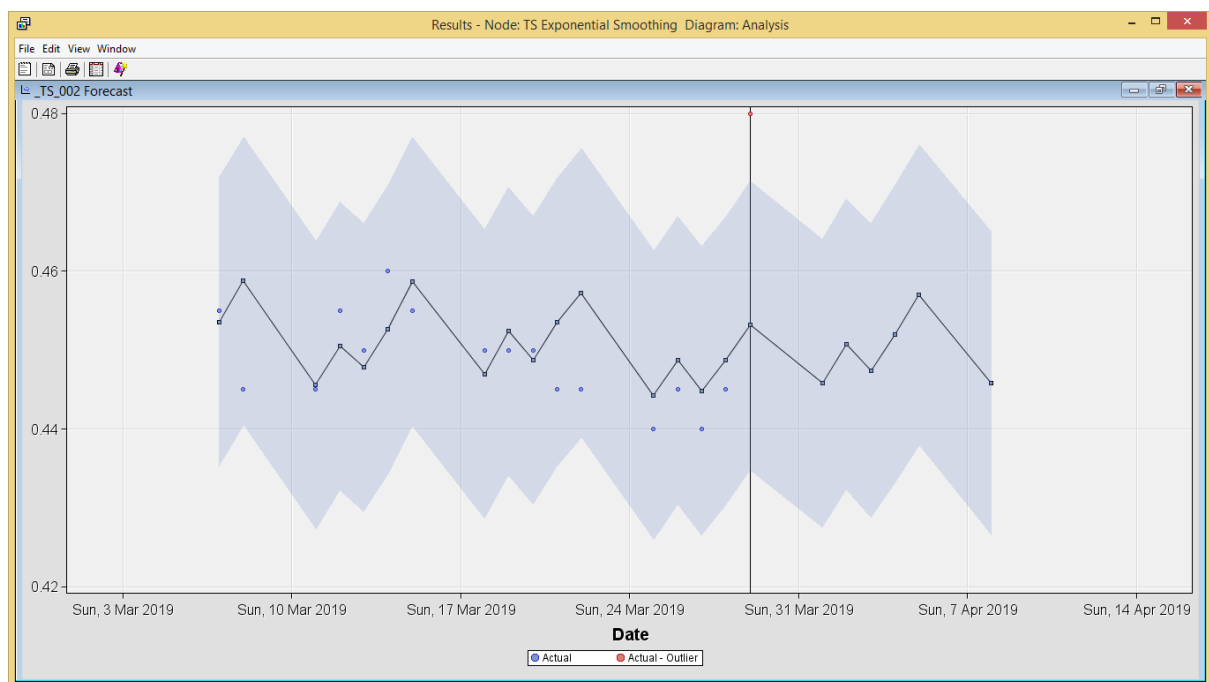 Results - Node: TS Exponential Smoothing Diagram: Analysis
File Edit View Window
_TS_002 Forecast
0.48
0.46
0.44
0.42
Sun, 3 Mar 2019 Sun, 10 Mar 2019 Sun, 17 Mar 2019 Sun, 24 Mar 2019 Sun, 31 Mar 2019 Sun, 7 Apr 2019 Sun, 14 Apr 2019
Date
Actual Actual - Outlier